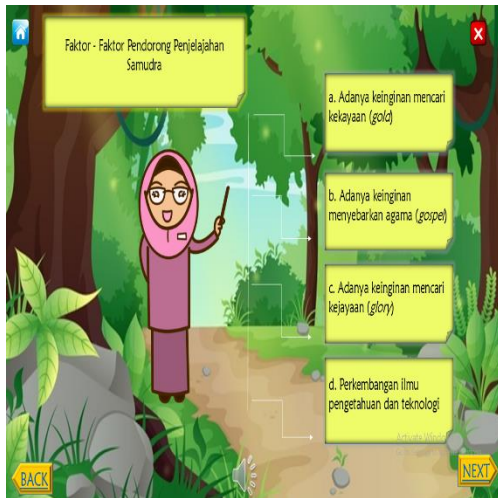 Faktor - Faktor Pendorong Penjelajahan
Samudra
X
a. Adanya keinginan mencari
kekayaan (gold)
b. Adanya keinginan
menyebarkan agama (gospel)
c. Adanya keinginan mencari
kejayaan (glory)
d. Perkembangan ilmu
pengetahuan dan teknologi
BACK
NEXT